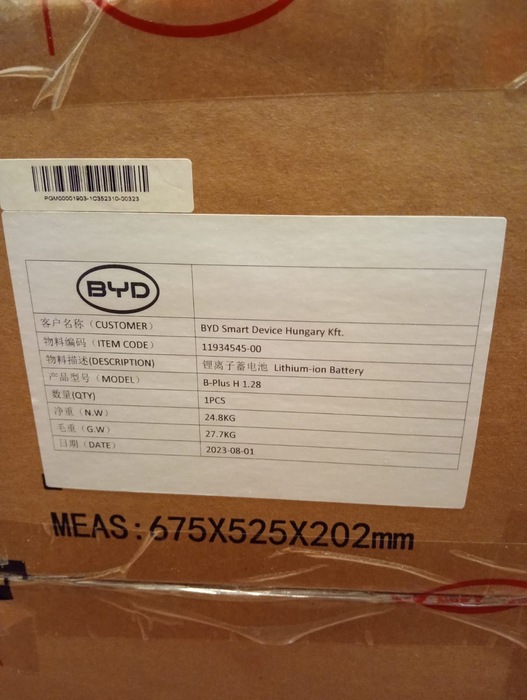 PGM00001903-1C352310-00323
BYD
客户名称（CUSTOMER） BYD Smart Device Hungary Kft.
物料编码（ITEM CODE） 11934545-00
物料描述(DESCRIPTION) 锂离子蓄电池 Lithium-ion Battery
产品型号（MODEL） B-Plus H 1.28
数量(QTY) 1PCS
净重（N.W） 24.8KG
毛重（G.W） 27.7KG
日期（DATE） 2023-08-01
MEAS:675X525X202mm